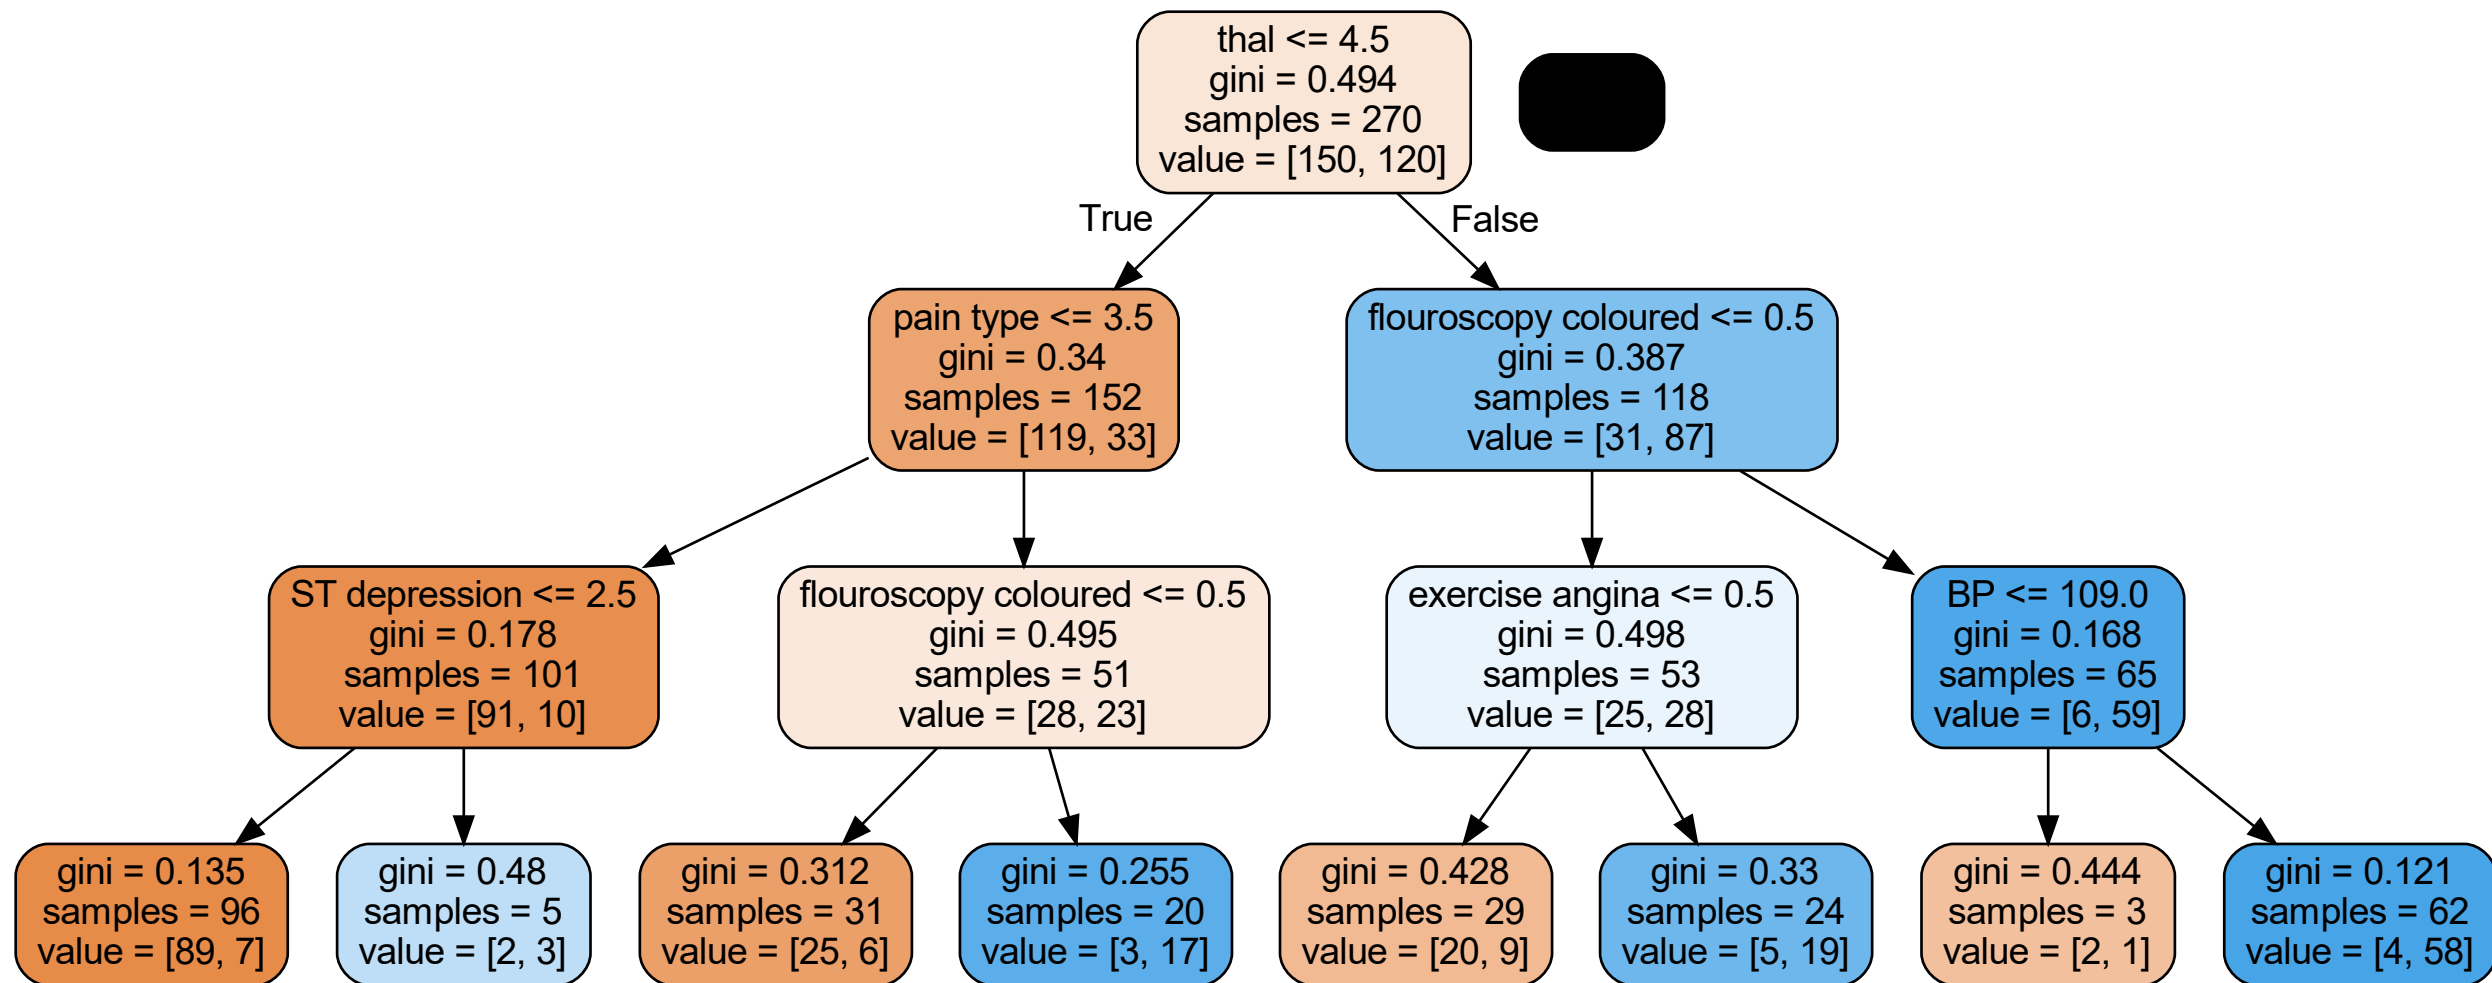 thal <= 4.5
gini = 0.494
samples = 270
value = [150, 120]
True
False
pain type <= 3.5
gini = 0.34
samples = 152
value = [119, 33]
flouroscopy coloured <= 0.5
gini = 0.387
samples = 118
value = [31, 87]
ST depression <= 2.5
gini = 0.178
samples = 101
value = [91, 10]
flouroscopy coloured <= 0.5
gini = 0.495
samples = 51
value = [28, 23]
exercise angina <= 0.5
gini = 0.498
samples = 53
value = [25, 28]
BP <= 109.0
gini = 0.168
samples = 65
value = [6, 59]
gini = 0.135
samples = 96
value = [89, 7]
gini = 0.48
samples = 5
value = [2, 3]
gini = 0.312
samples = 31
value = [25, 6]
gini = 0.255
samples = 20
value = [3, 17]
gini = 0.428
samples = 29
value = [20, 9]
gini = 0.33
samples = 24
value = [5, 19]
gini = 0.444
samples = 3
value = [2, 1]
gini = 0.121
samples = 62
value = [4, 58]